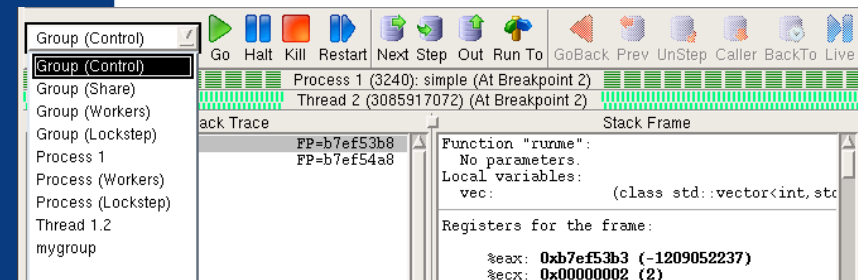 Group (Control)
Go Halt Kill Restart Next Step Out Run To GoBack Prev UnStep Caller BackTo Live
Group (Control)
Group (Share)
Group (Workers)
Group (Lockstep)
Process 1
Process (Workers)
Process (Lockstep)
Thread 1.2
mygroup
Process 1 (3240): simple (At Breakpoint 2)
Thread 2 (3085917072) (At Breakpoint 2)
ack Trace
FP=b7ef53b8
FP=b7ef54a8
Stack Frame
Function "runme":
No parameters.
Local variables:
vec: (class std::vector<int,std
Registers for the frame:
%eax: 0xb7ef53b3 (-1209052237)
%ecx: 0x00000002 (2)